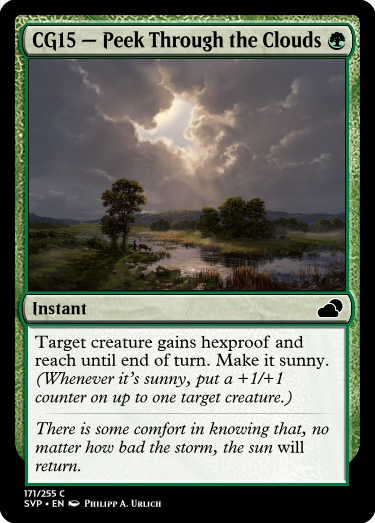 CG15 — Peek Through the Clouds
Instant
Target creature gains hexproof and
reach until end of turn. Make it sunny.
(Whenever it's sunny, put a +1/+1
counter on up to one target creature.)
There is some comfort in knowing that, no
matter how bad the storm, the sun will
return.
171/255 C
SVP • EN Philipp A. Urlich